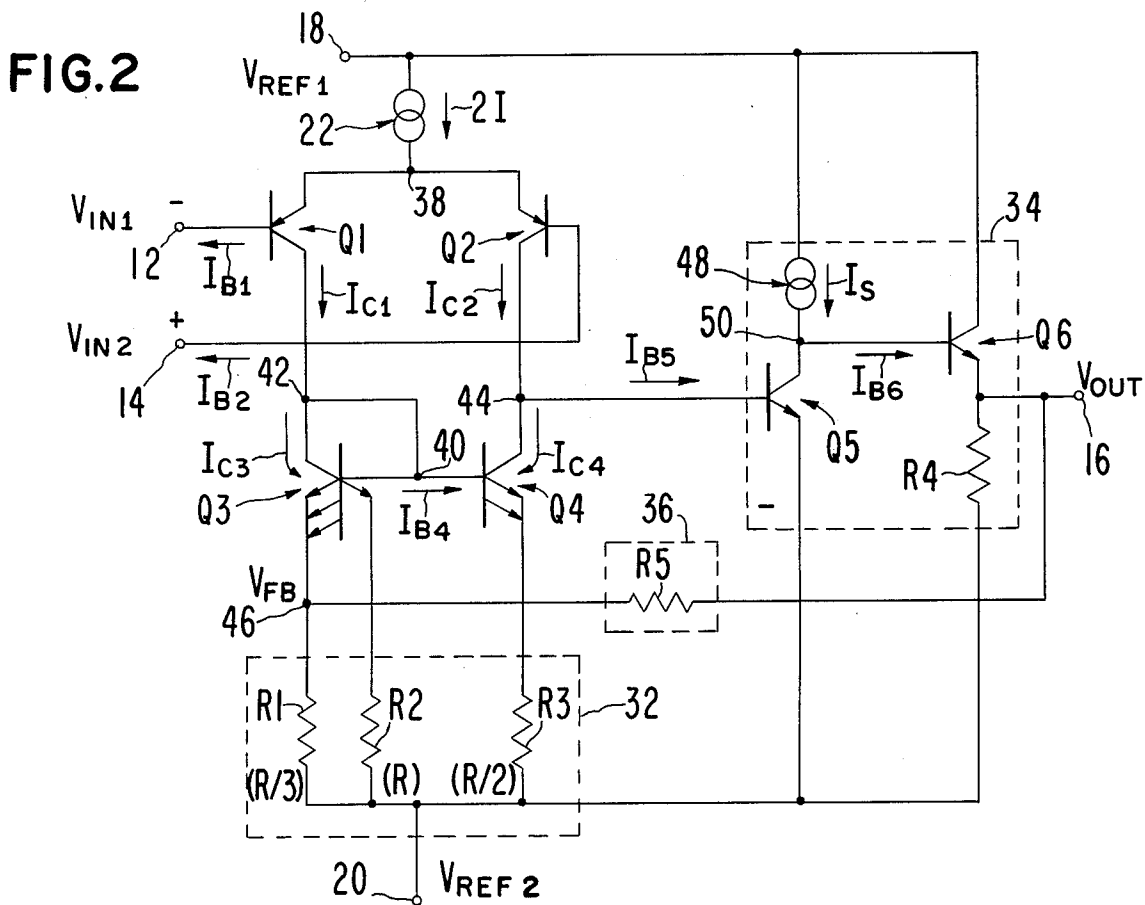 FIG.2
18
VREF1
22
2I
38
VIN1
-
12
IB1
Q1
Q2
IC1
IC2
34
48
IS
VIN2
+
14
IB2
42
44
IB5
50
IB6
Q6
VOUT
16
IC3
40
IC4
Q3
IB4
Q4
Q5
R4
-
36
R5
VFB
46
R1
R2
R3
32
(R/3)
(R)
(R/2)
20
VREF2